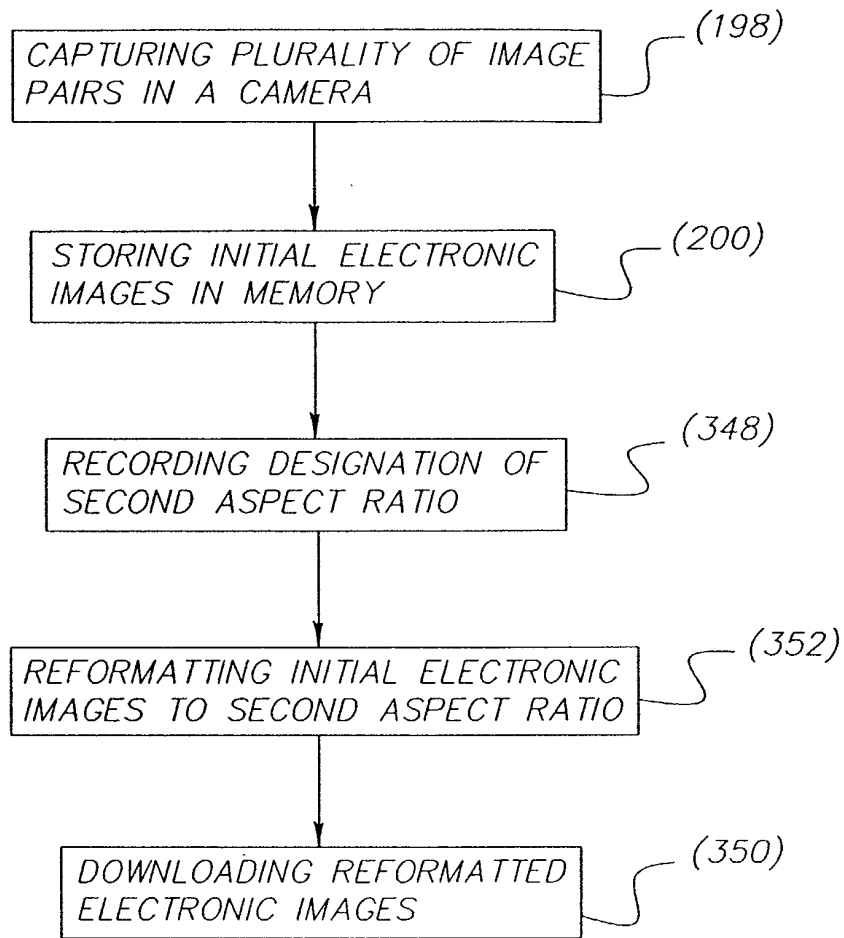 CAPTURING PLURALITY OF IMAGE
PAIRS IN A CAMERA
(198)
STORING INITIAL ELECTRONIC
IMAGES IN MEMORY
(200)
RECORDING DESIGNATION OF
SECOND ASPECT RATIO
(348)
REFORMATTING INITIAL ELECTRONIC
IMAGES TO SECOND ASPECT RATIO
(352)
DOWNLOADING REFORMATTED
ELECTRONIC IMAGES
(350)